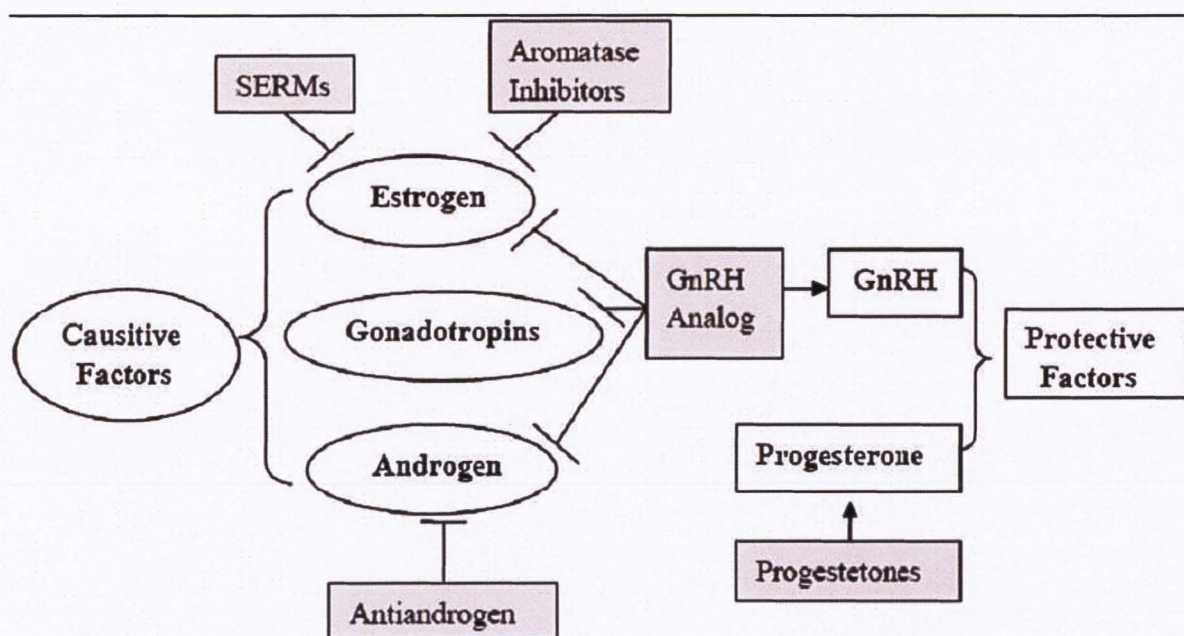 Aromatase
Inhibitors
SERMs
Estrogen
GnRH
Analog
GnRH
Gonadotropins
Causitive
Factors
Protective
Factors
Androgen
Progesterone
Progestetones
Antiandrogen